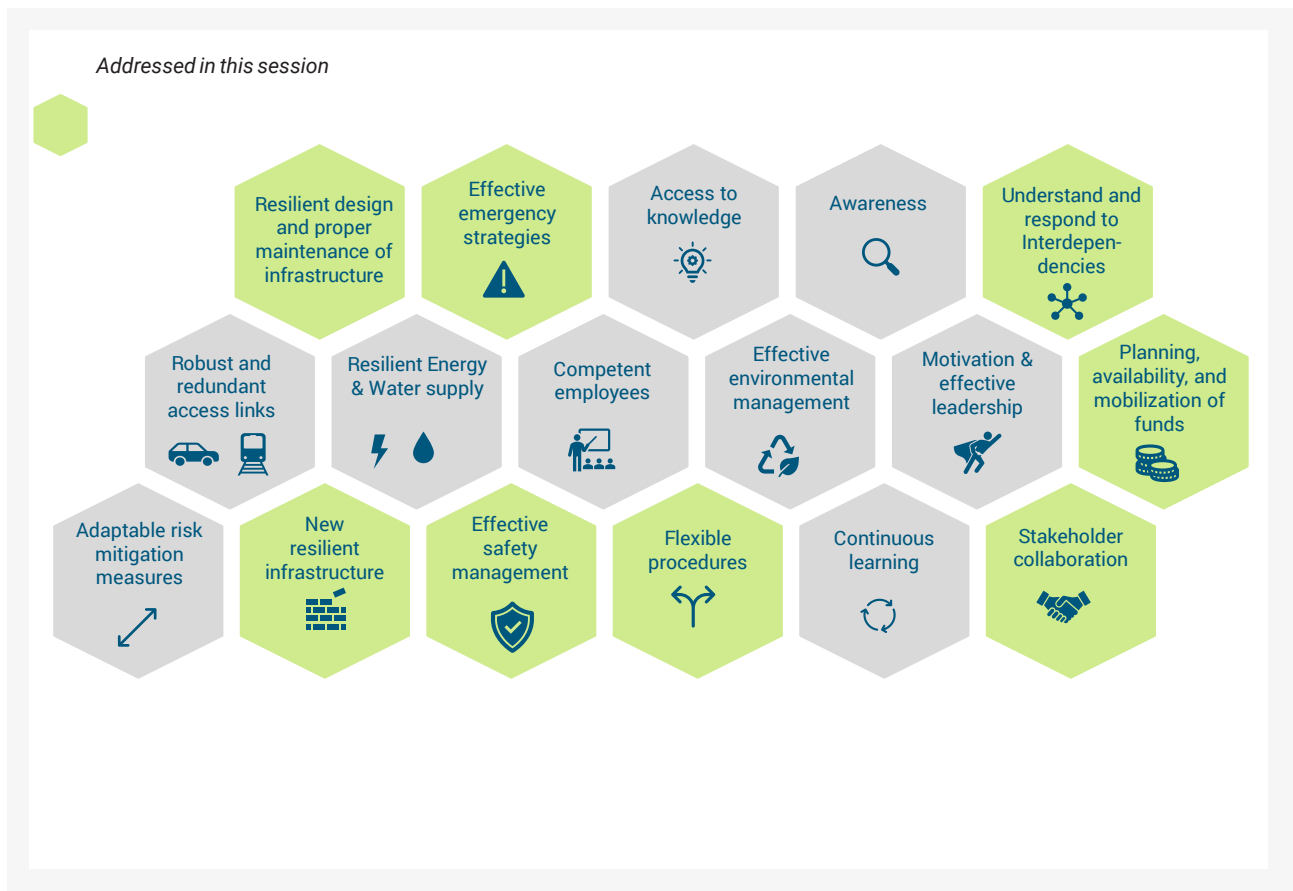 Addressed in this session
Resilient design
and proper
maintenance of
infrastructure
Effective
emergency
strategies
Access to
knowledge
Awareness
Understand and
respond to
Interdepen-
dencies
Robust and
redundant
access links
Resilient Energy
& Water supply
Competent
employees
Effective
environmental
management
Motivation &
effective
leadership
Planning,
availability, and
mobilization of
funds
Adaptable risk
mitigation
measures
New
resilient
infrastructure
Effective
safety
management
Flexible
procedures
Continuous
learning
Stakeholder
collaboration